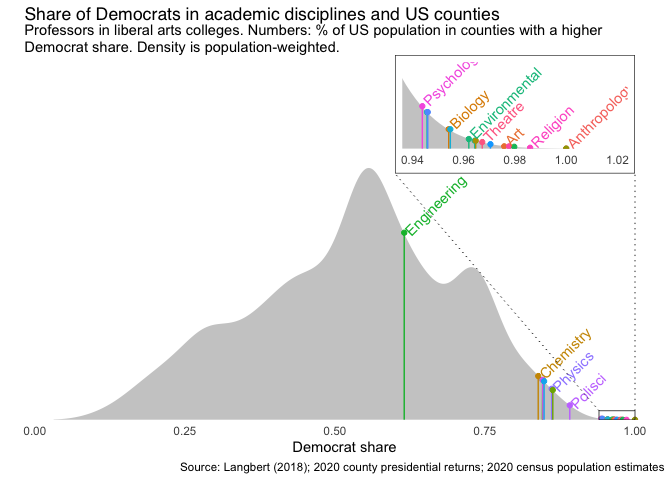 Share of Democrats in academic disciplines and US counties
Professors in liberal arts colleges. Numbers: % of US population in counties with a higher
Democrat share. Density is population-weighted.
Psycholog
Biology
Environmental
Theatre
Art
Religion
Anthropolog
0.94 0.96 0.98 1.00 1.02
Engineering
Chemistry
Physics
Polisci
0.00 0.25 0.50 0.75 1.00
Democrat share
Source: Langbert (2018); 2020 county presidential returns; 2020 census population estimates